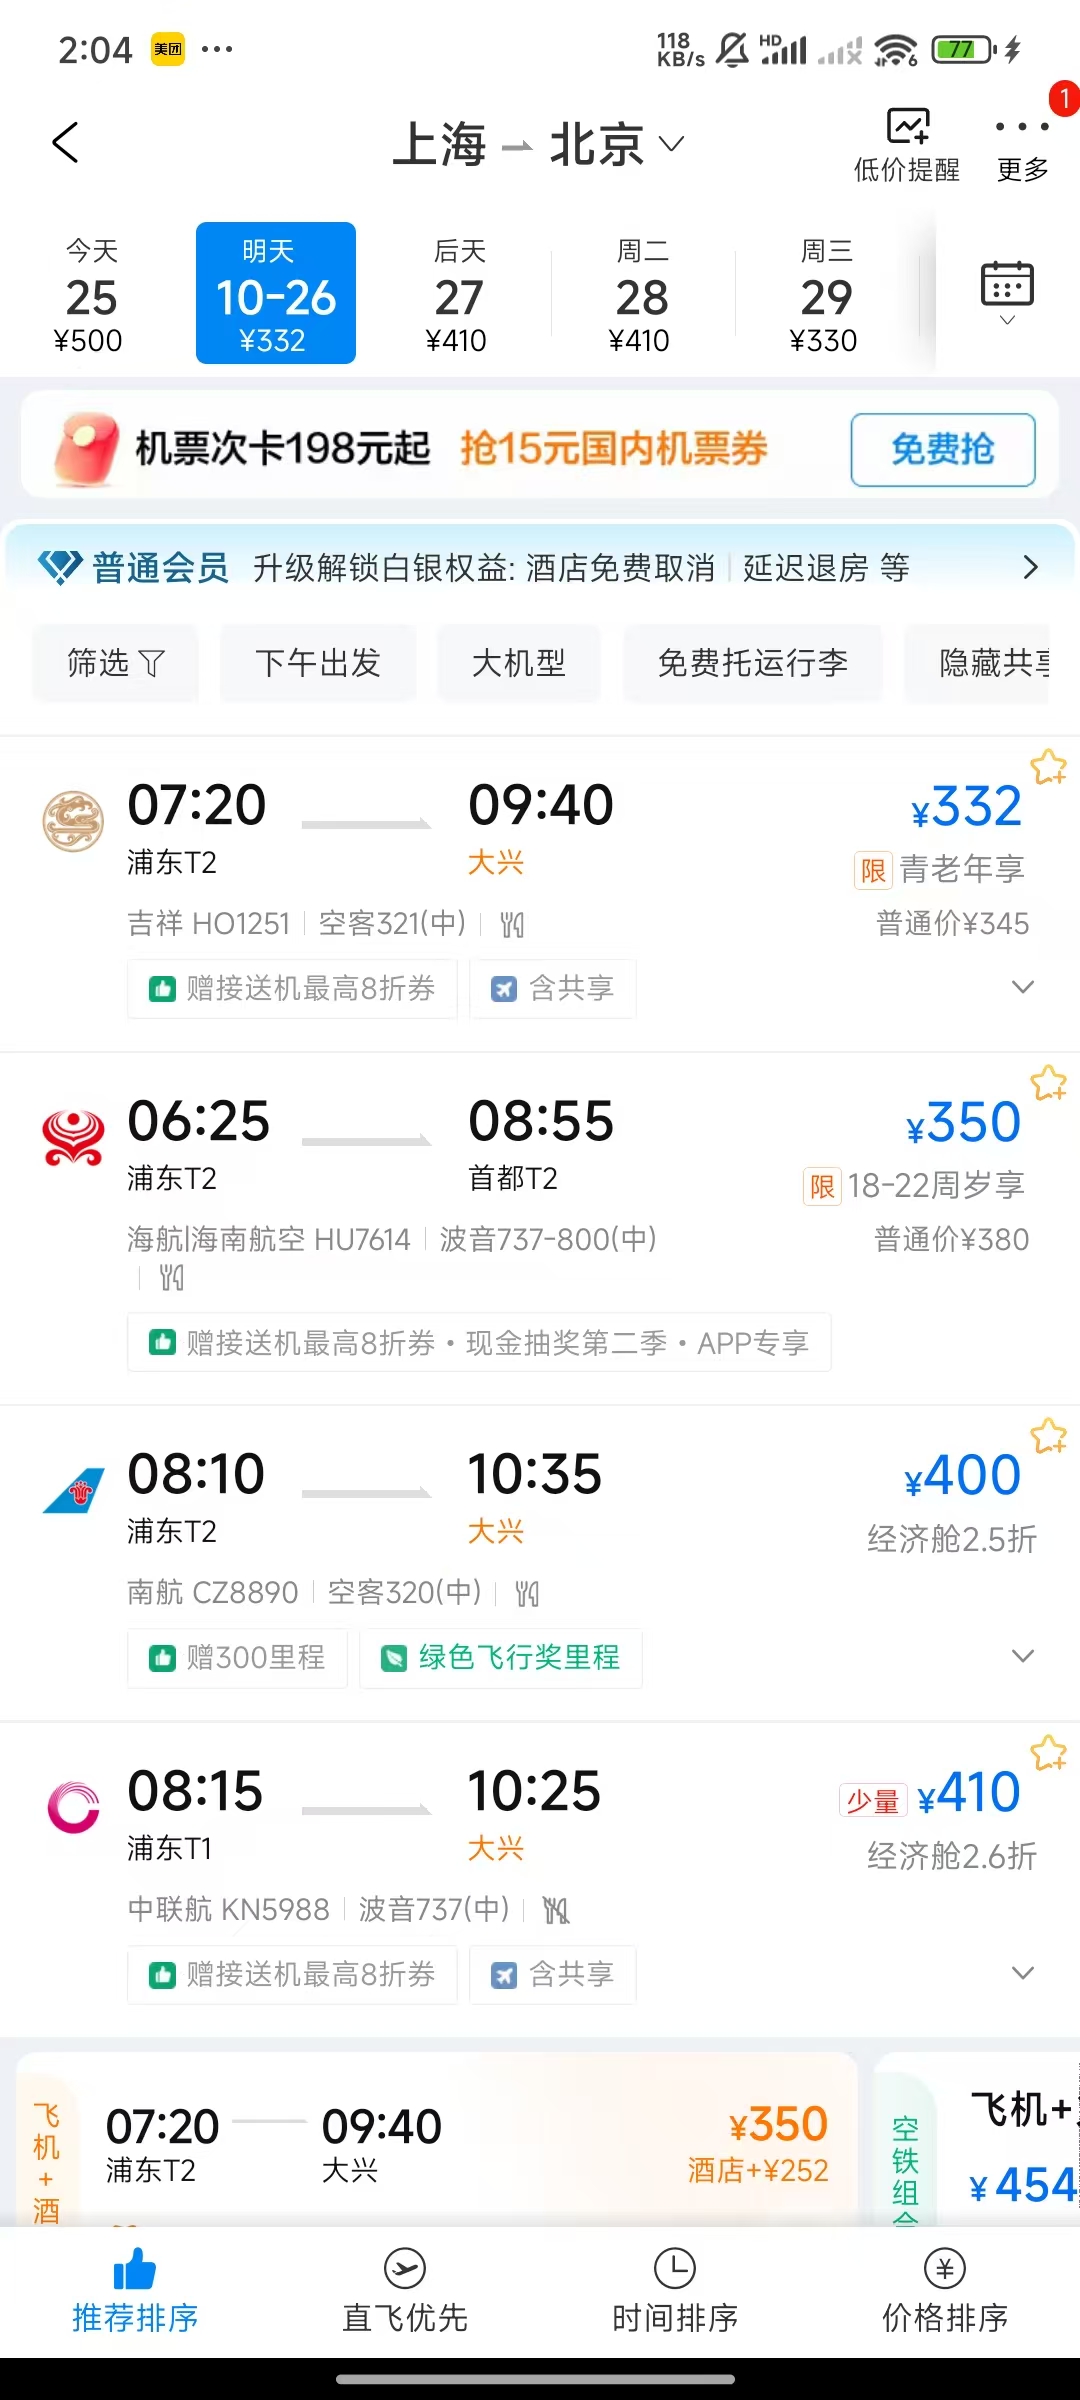 2:04 美团 ··· 118 KB/s HD 6 77
上海 北京 低价提醒 更多 1
今天 明天 后天 周二 周三
25 10-26 27 28 29
¥500 ¥332 ¥410 ¥410 ¥330
机票次卡198元起 抢15元国内机票券 免费抢
普通会员 升级解锁白银权益: 酒店免费取消 | 延迟退房 等
筛选 下午出发 大机型 免费托运行李 隐藏共享
07:20 09:40 ¥332
浦东T2 大兴 限 青老年享
吉祥 HO1251 | 空客321(中) | 普通价¥345
赠接送机最高8折券 含共享
06:25 08:55 ¥350
浦东T2 首都T2 限 18-22周岁享
海航|海南航空 HU7614 | 波音737-800(中) 普通价¥380
赠接送机最高8折券 · 现金抽奖第二季 · APP专享
08:10 10:35 ¥400
浦东T2 大兴 经济舱2.5折
南航 CZ8890 | 空客320(中) |
赠300里程 绿色飞行奖里程
08:15 10:25 少量 ¥410
浦东T1 大兴 经济舱2.6折
中联航 KN5988 | 波音737(中) |
赠接送机最高8折券 含共享
飞机+酒 07:20 09:40 ¥350
浦东T2 大兴 酒店+¥252
空铁组合 飞机+
¥454
推荐排序 直飞优先 时间排序 价格排序